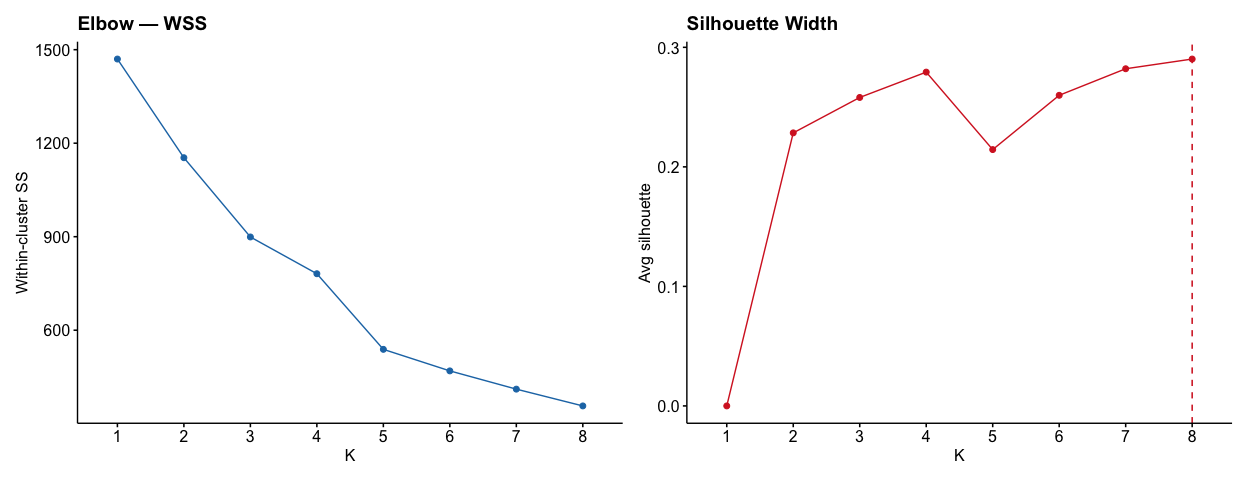 Elbow — WSS
1500
1200
900
600
Within-cluster SS
1 2 3 4 5 6 7 8
K
Silhouette Width
0.3
0.2
0.1
0.0
Avg silhouette
1 2 3 4 5 6 7 8
K